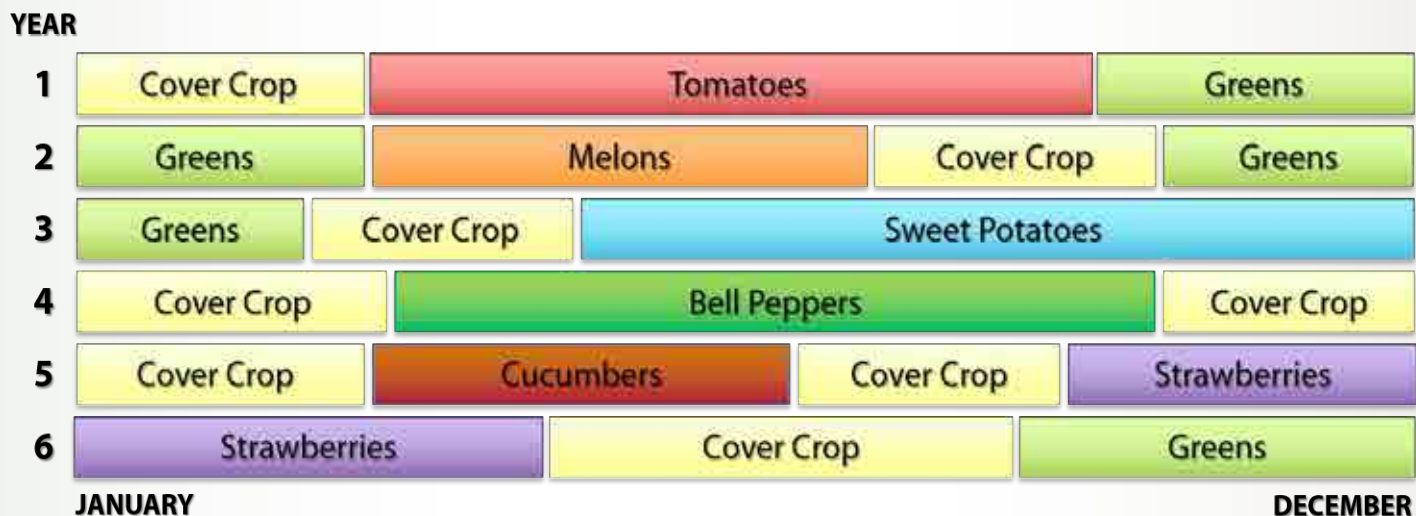 YEAR
1 Cover Crop Tomatoes Greens
2 Greens Melons Cover Crop Greens
3 Greens Cover Crop Sweet Potatoes
4 Cover Crop Bell Peppers Cover Crop
5 Cover Crop Cucumbers Cover Crop Strawberries
6 Strawberries Cover Crop Greens
JANUARY DECEMBER